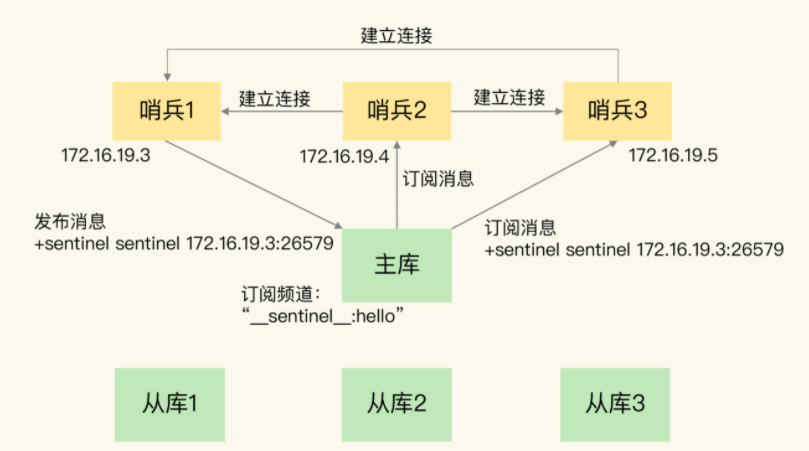 建立连接
哨兵1
建立连接
哨兵2
建立连接
哨兵3
172.16.19.3
172.16.19.4
172.16.19.5
订阅消息
发布消息
+sentinel sentinel 172.16.19.3:26579
订阅消息
+sentinel sentinel 172.16.19.3:26579
主库
订阅频道：
“__sentinel__:hello”
从库1
从库2
从库3